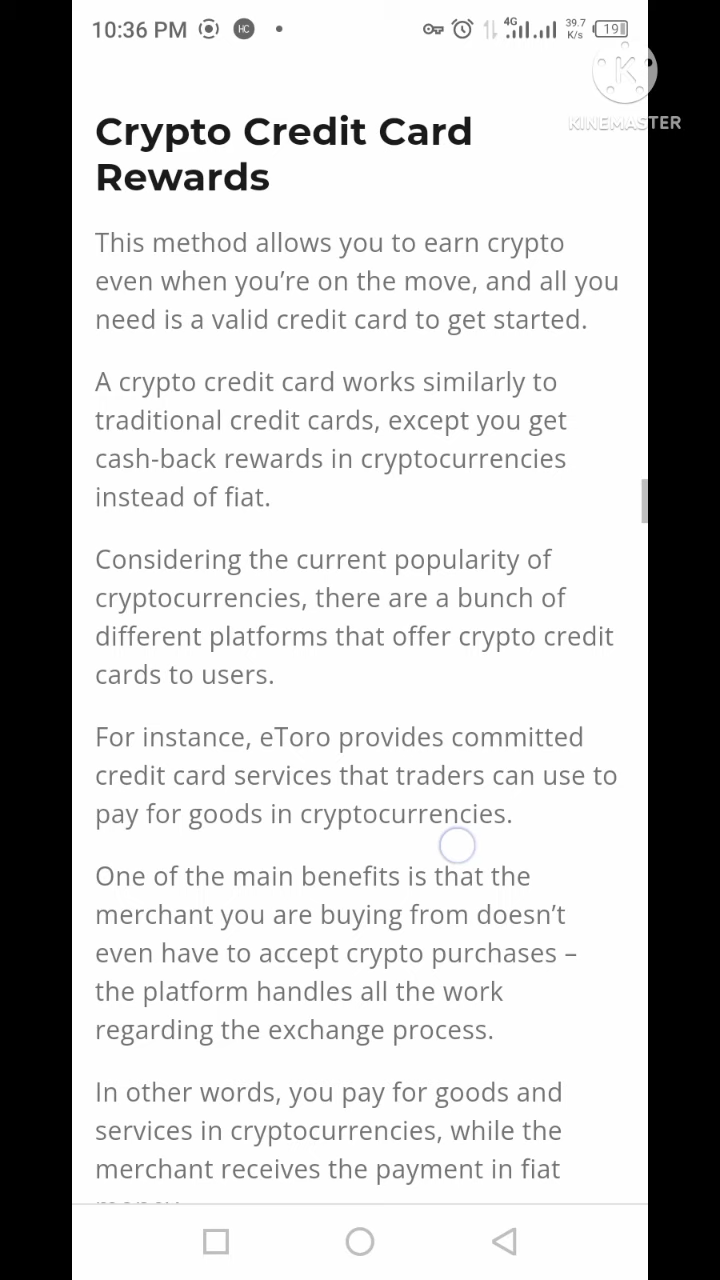 10:36 PM HC 4G 39.7 K/s 19
K
KINEMASTER
Crypto Credit Card
Rewards
This method allows you to earn crypto
even when you’re on the move, and all you
need is a valid credit card to get started.
A crypto credit card works similarly to
traditional credit cards, except you get
cash-back rewards in cryptocurrencies
instead of fiat.
Considering the current popularity of
cryptocurrencies, there are a bunch of
different platforms that offer crypto credit
cards to users.
For instance, eToro provides committed
credit card services that traders can use to
pay for goods in cryptocurrencies.
One of the main benefits is that the
merchant you are buying from doesn’t
even have to accept crypto purchases –
the platform handles all the work
regarding the exchange process.
In other words, you pay for goods and
services in cryptocurrencies, while the
merchant receives the payment in fiat